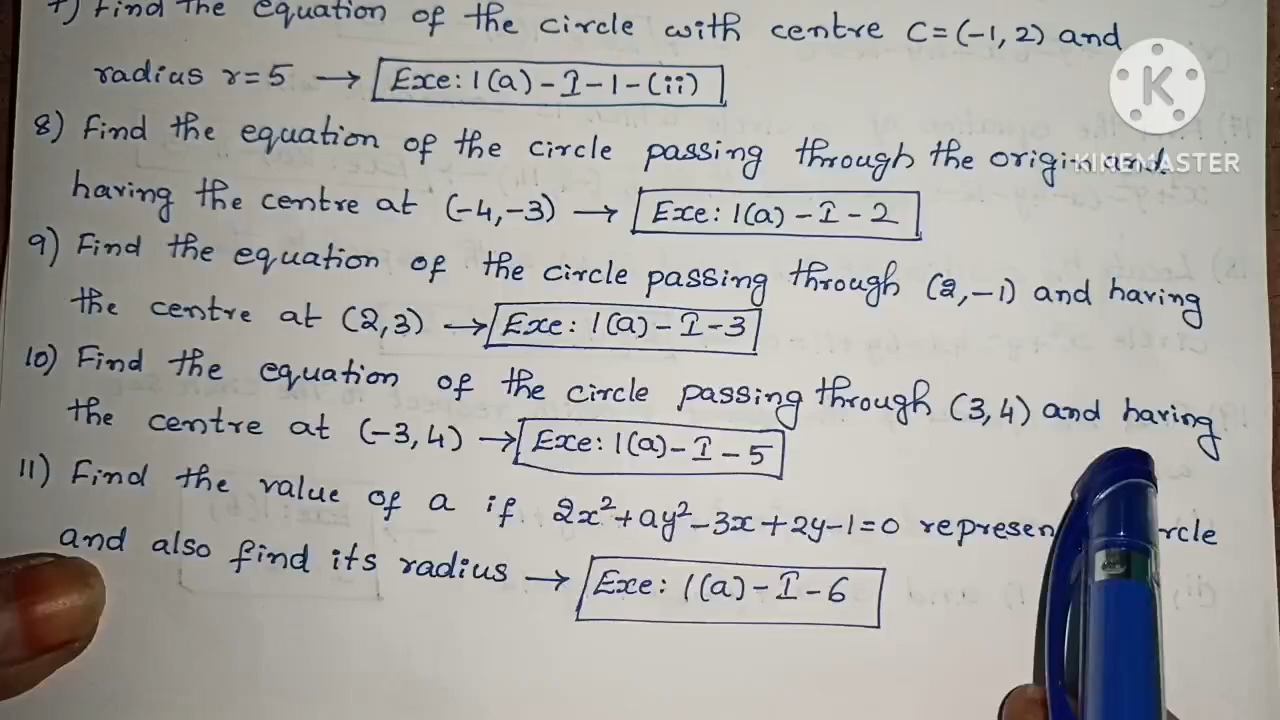 7) Find the equation of the circle with centre C=(-1,2) and
radius r=5 → Exe: 1(a)-I-1-(ii)
8) Find the equation of the circle passing through the origin and
having the centre at (-4,-3) → Exe: 1(a)-I-2
9) Find the equation of the circle passing through (2,-1) and having
the centre at (2,3) → Exe: 1(a)-I-3
10) Find the equation of the circle passing through (3,4) and having
the centre at (-3,4) → Exe: 1(a)-I-5
11) Find the value of a if 2x²+ay²-3x+2y-1=0 represen rcle
and also find its radius → Exe: 1(a)-I-6
K
KINEMASTER